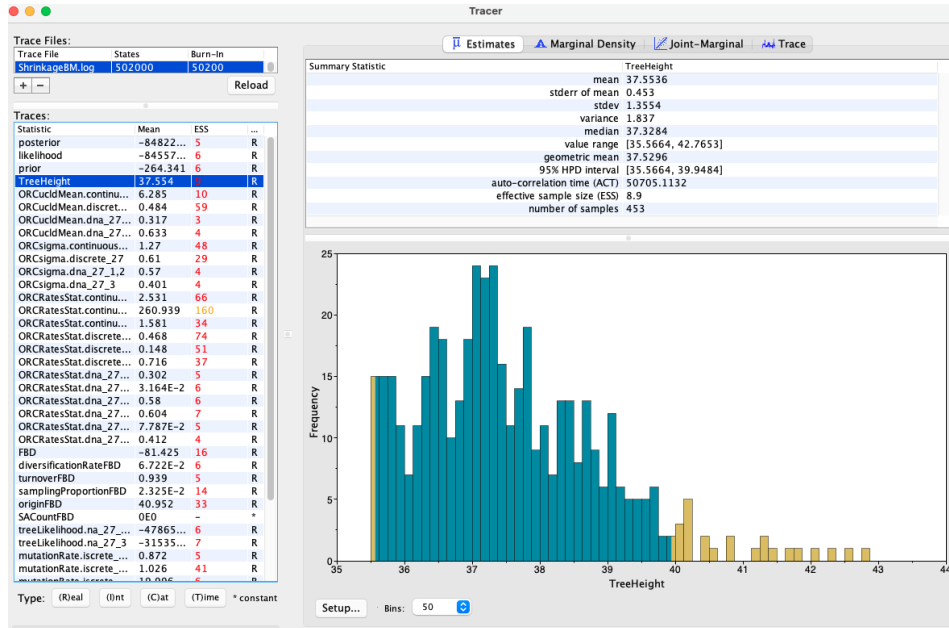 Tracer
Trace Files:
Trace File States Burn-In
ShrinkageBM.log 502000 50200
+ − Reload
Traces:
Statistic Mean ESS ...
posterior -84822... 5 R
likelihood -84557... 6 R
prior -264.341 6 R
TreeHeight 37.554 R
ORCucldMean.continu... 6.285 10 R
ORCucldMean.discret... 0.484 59 R
ORCucldMean.dna_27... 0.317 3 R
ORCucldMean.dna_27... 0.633 4 R
ORCsigma.continuous... 1.27 48 R
ORCsigma.discrete_27 0.61 29 R
ORCsigma.dna_27_1,2 0.57 4 R
ORCsigma.dna_27_3 0.401 4 R
ORCRatesStat.continu... 2.531 66 R
ORCRatesStat.continu... 260.939 160 R
ORCRatesStat.continu... 1.581 34 R
ORCRatesStat.discrete... 0.468 74 R
ORCRatesStat.discrete... 0.148 51 R
ORCRatesStat.discrete... 0.716 37 R
ORCRatesStat.dna_27... 0.302 5 R
ORCRatesStat.dna_27... 3.164E-2 6 R
ORCRatesStat.dna_27... 0.58 6 R
ORCRatesStat.dna_27... 0.604 7 R
ORCRatesStat.dna_27... 7.787E-2 5 R
ORCRatesStat.dna_27... 0.412 4 R
FBD -81.425 16 R
diversificationRateFBD 6.722E-2 6 R
turnoverFBD 0.939 5 R
samplingProportionFBD 2.325E-2 14 R
originFBD 40.952 33 R
SACountFBD 0E0 - *
treeLikelihood.na_27_... -47865... 6 R
treeLikelihood.na_27_3 -31535... 7 R
mutationRate.iscrete_... 0.872 5 R
mutationRate.iscrete_... 1.026 41 R
Type: (R)eal (I)nt (C)at (T)ime * constant
μ Estimates Marginal Density Joint-Marginal Trace
Summary Statistic TreeHeight
mean 37.5536
stderr of mean 0.453
stdev 1.3554
variance 1.837
median 37.3284
value range [35.5664, 42.7653]
geometric mean 37.5296
95% HPD interval [35.5664, 39.9484]
auto-correlation time (ACT) 50705.1132
effective sample size (ESS) 8.9
number of samples 453
25
20
15
10
5
0
Frequency
35 36 37 38 39 40 41 42 43 44
TreeHeight
Setup... Bins: 50